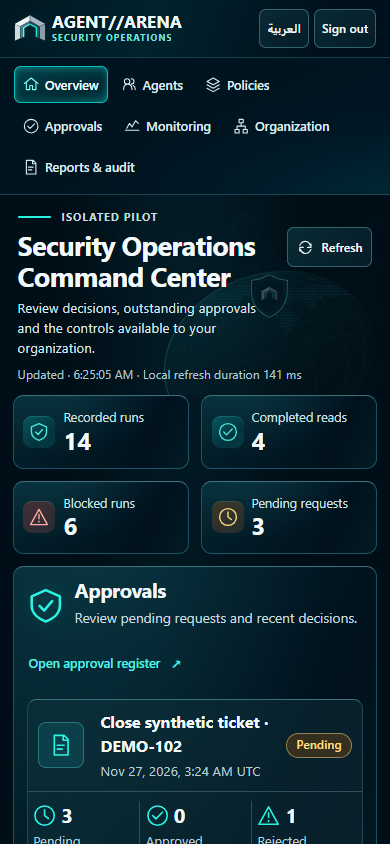 AGENT//ARENA
SECURITY OPERATIONS
العربية
Sign out
Overview
Agents
Policies
Approvals
Monitoring
Organization
Reports & audit
ISOLATED PILOT
Security Operations
Command Center
Refresh
Review decisions, outstanding approvals
and the controls available to your
organization.
Updated · 6:25:05 AM · Local refresh duration 141 ms
Recorded runs
14
Completed reads
4
Blocked runs
6
Pending requests
3
Approvals
Review pending requests and recent decisions.
Open approval register ↗
Close synthetic ticket ·
DEMO-102
Pending
Nov 27, 2026, 3:24 AM UTC
3
Pending
0
Approved
1
Rejected